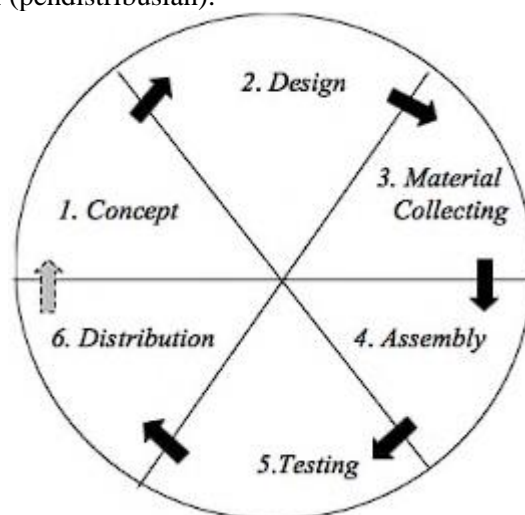 (pendistribusian).
2. Design
3. Material
Collecting
1. Concept
6. Distribution
4. Assembly
5.Testing